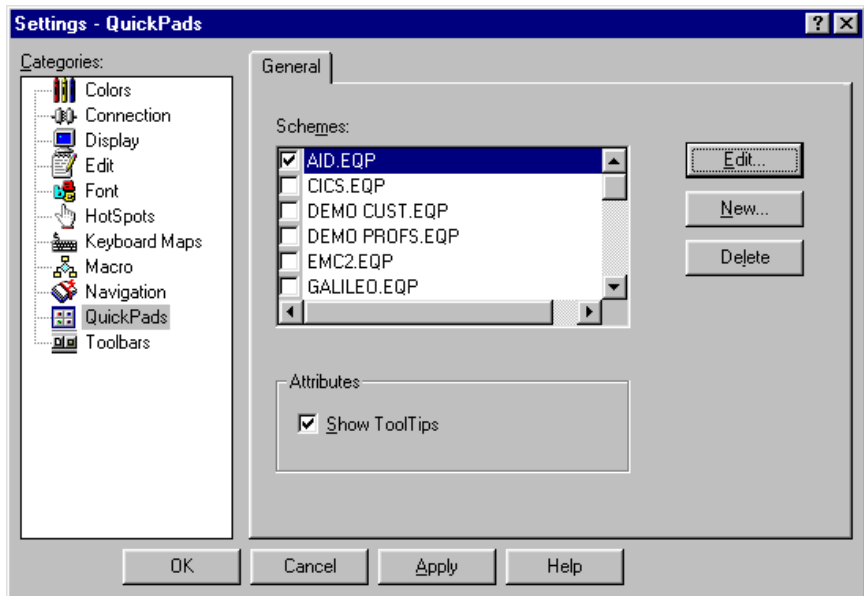 Settings - QuickPads
Categories:
Colors
Connection
Display
Edit
Font
HotSpots
Keyboard Maps
Macro
Navigation
QuickPads
Toolbars
General
Schemes:
AID.EQP
CICS.EQP
DEMO CUST.EQP
DEMO PROFS.EQP
EMC2.EQP
GALILEO.EQP
Edit...
New...
Delete
Attributes
Show ToolTips
OK
Cancel
Apply
Help